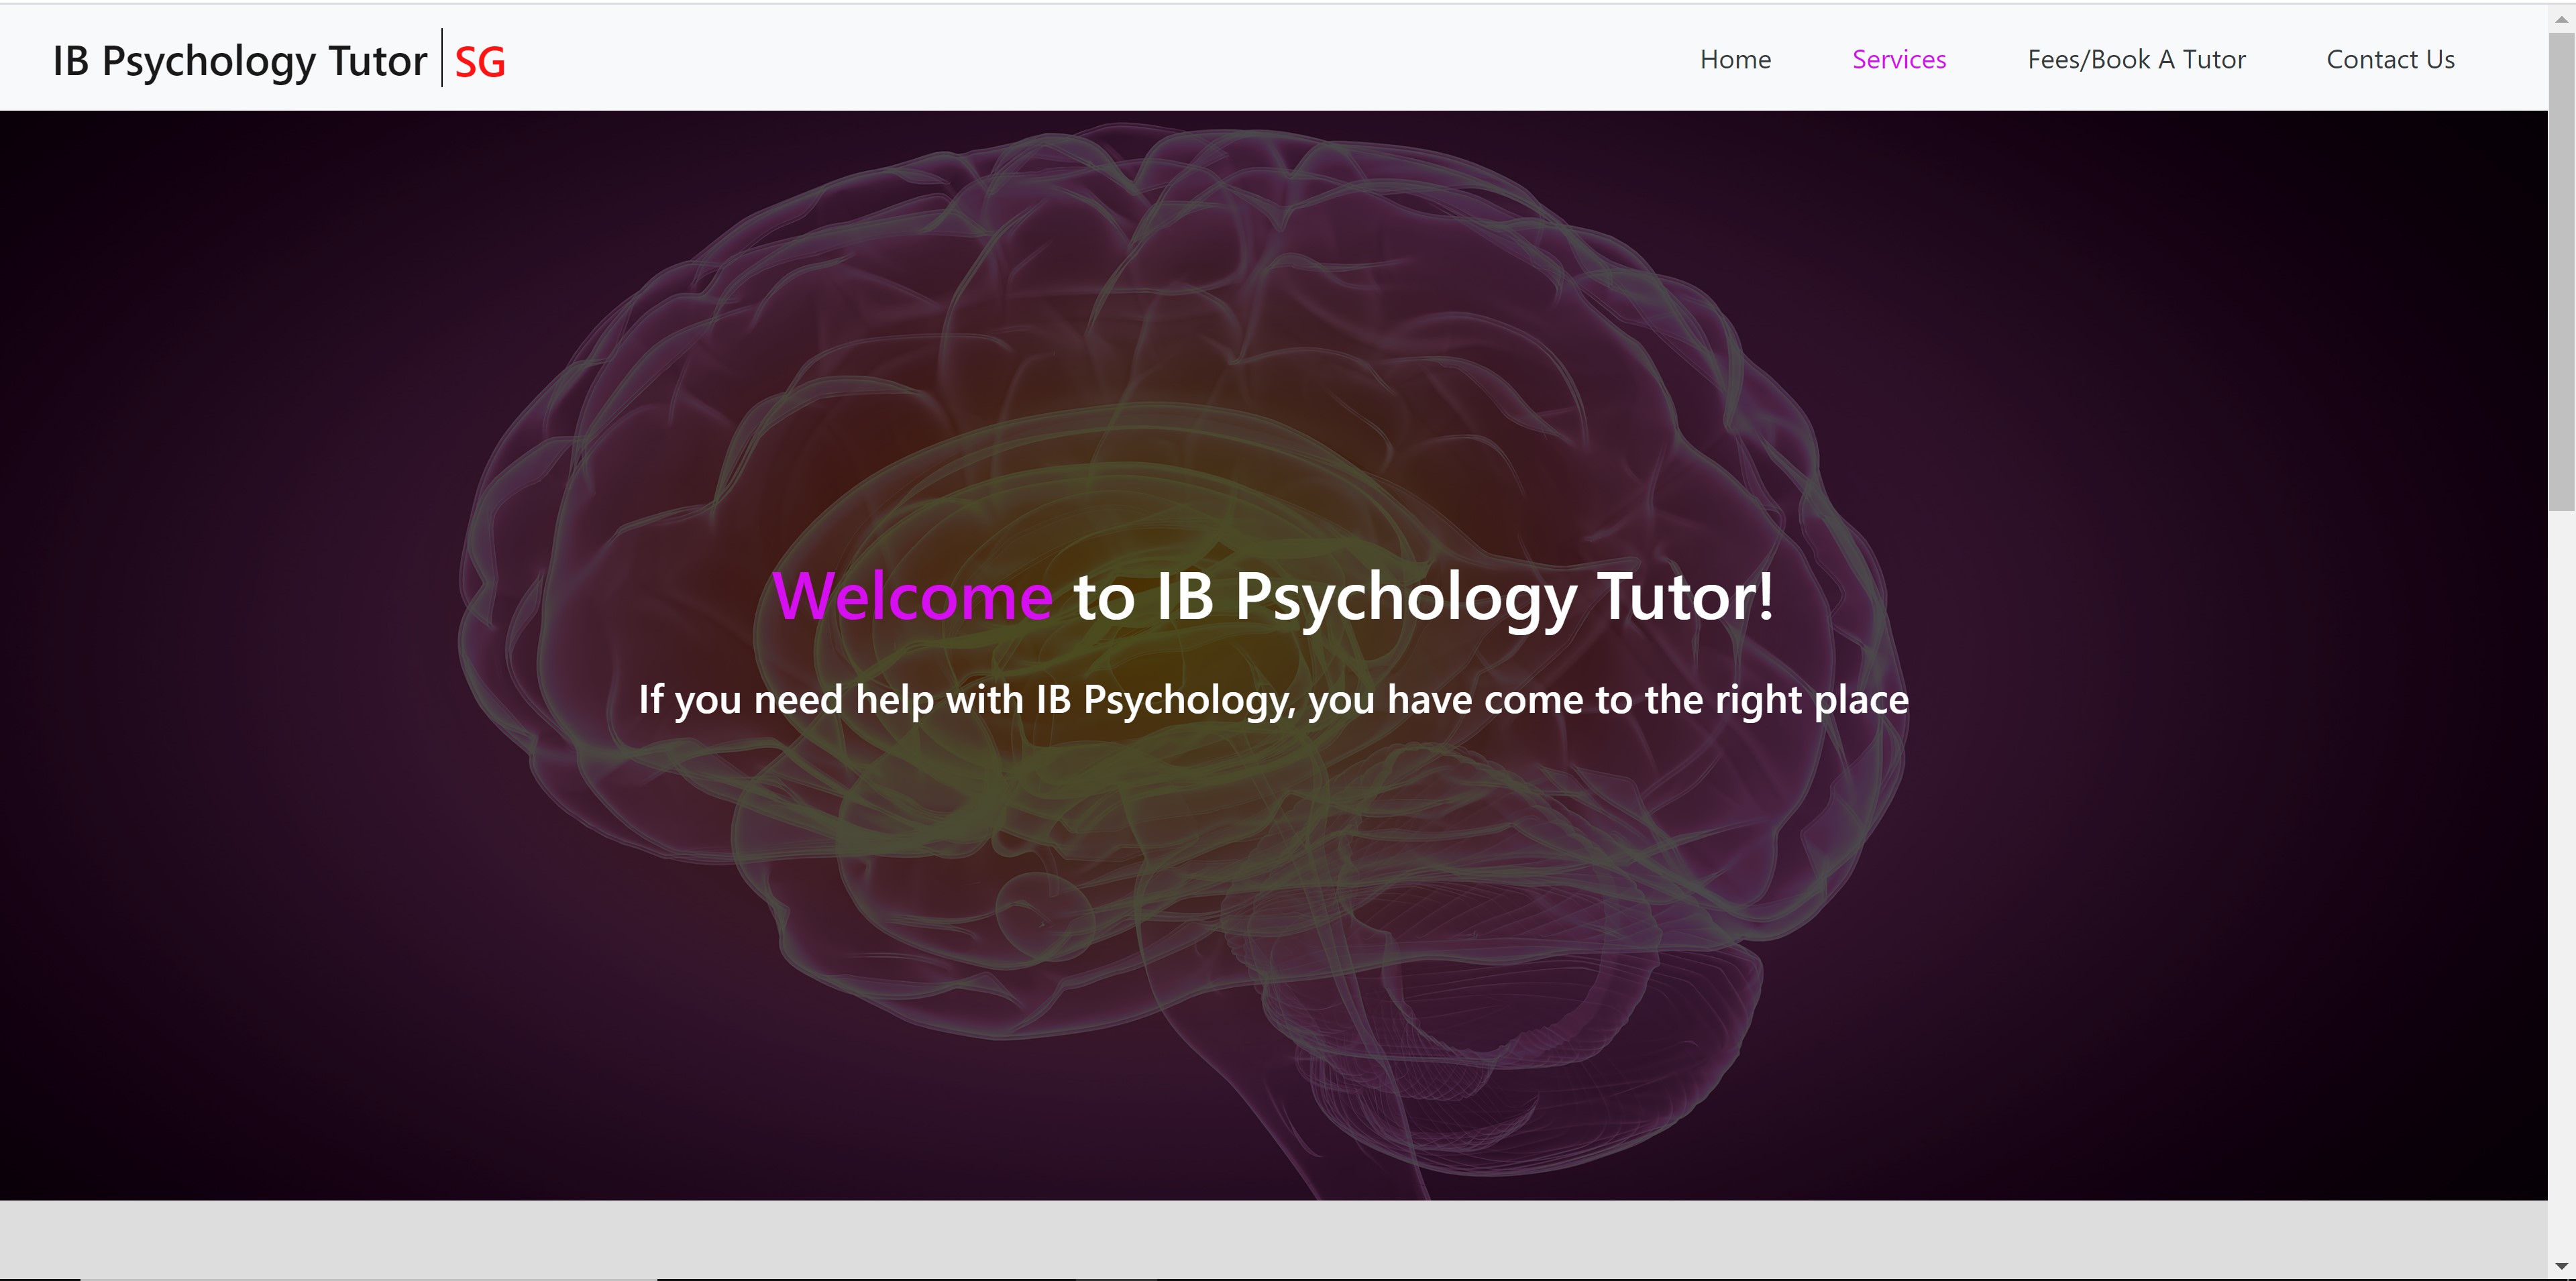 IB Psychology Tutor SG
Home Services Fees/Book A Tutor Contact Us
Welcome to IB Psychology Tutor!
If you need help with IB Psychology, you have come to the right place